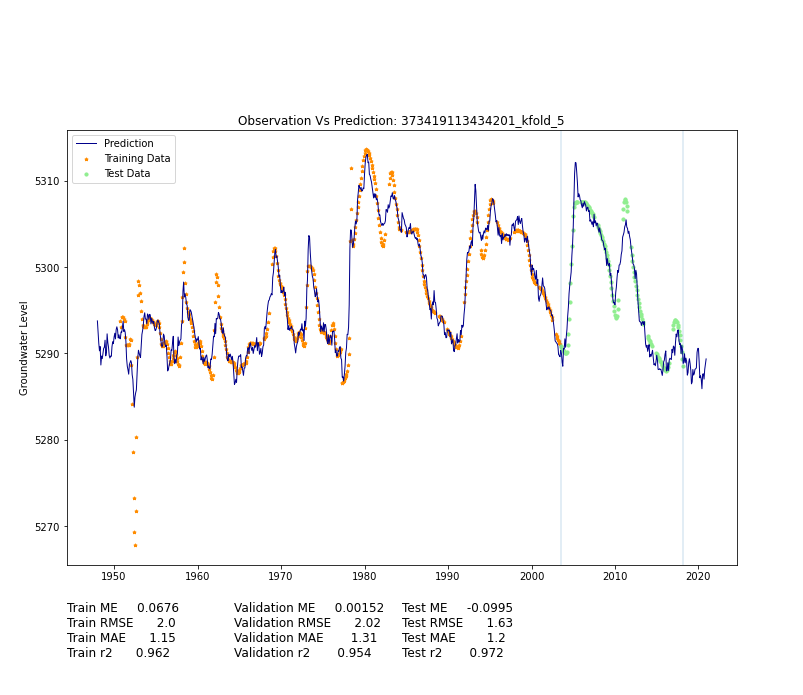 Observation Vs Prediction: 373419113434201_kfold_5
Prediction
Training Data
Test Data
5310
5300
5290
5280
5270
Groundwater Level
1950 1960 1970 1980 1990 2000 2010 2020
Train ME 0.0676 Validation ME 0.00152 Test ME -0.0995
Train RMSE 2.0 Validation RMSE 2.02 Test RMSE 1.63
Train MAE 1.15 Validation MAE 1.31 Test MAE 1.2
Train r2 0.962 Validation r2 0.954 Test r2 0.972